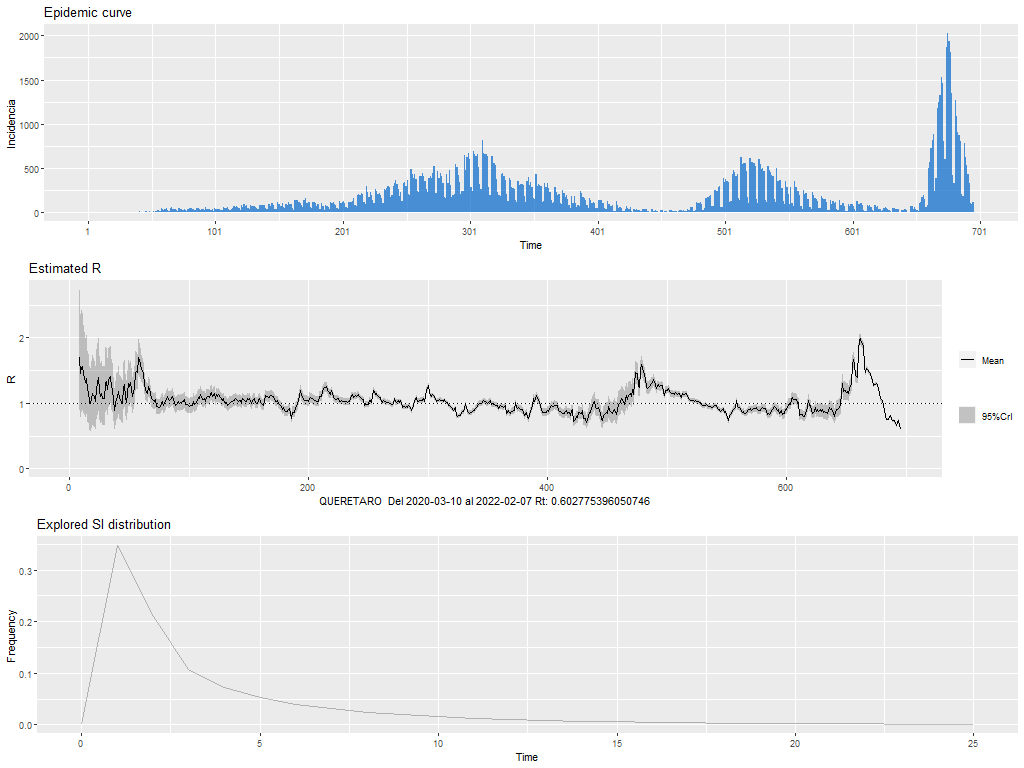 Epidemic curve
Incidencia
2000
1500
1000
500
0
1
101
201
301
401
501
601
701
Time
Estimated R
R
2
1
0
0
200
400
600
QUERETARO Del 2020-03-10 al 2022-02-07 Rt: 0.602775396050746
Mean
95%CrI
Explored SI distribution
Frequency
0.3
0.2
0.1
0.0
0
5
10
15
20
25
Time